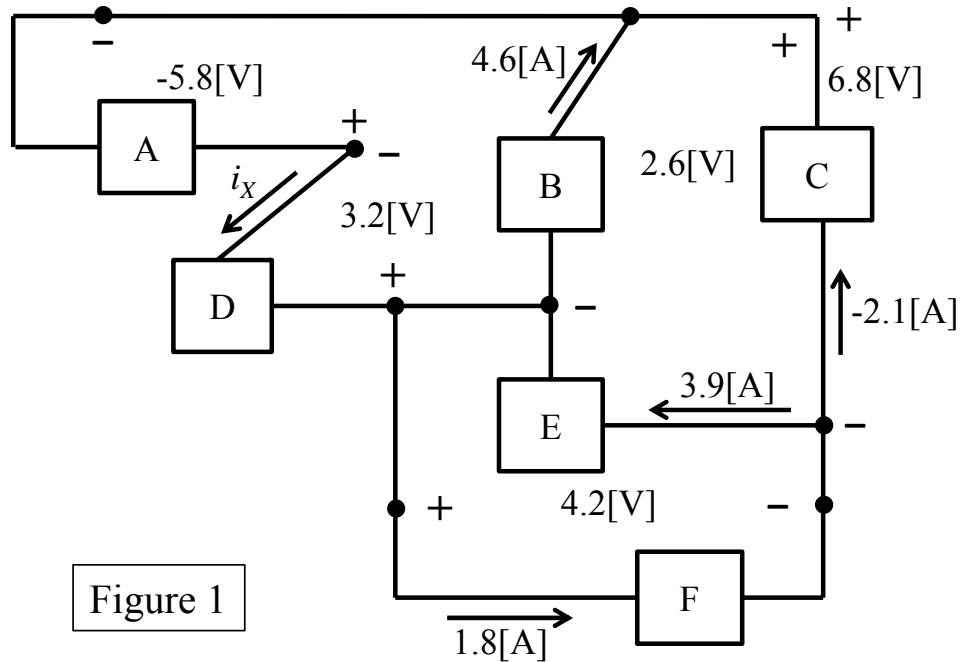 +
−
+
4.6[A]
-5.8[V]
6.8[V]
+
A
−
2.6[V]
C
B
iX
3.2[V]
+
D
−
-2.1[A]
3.9[A]
E
−
+
4.2[V]
−
F
Figure 1
1.8[A]